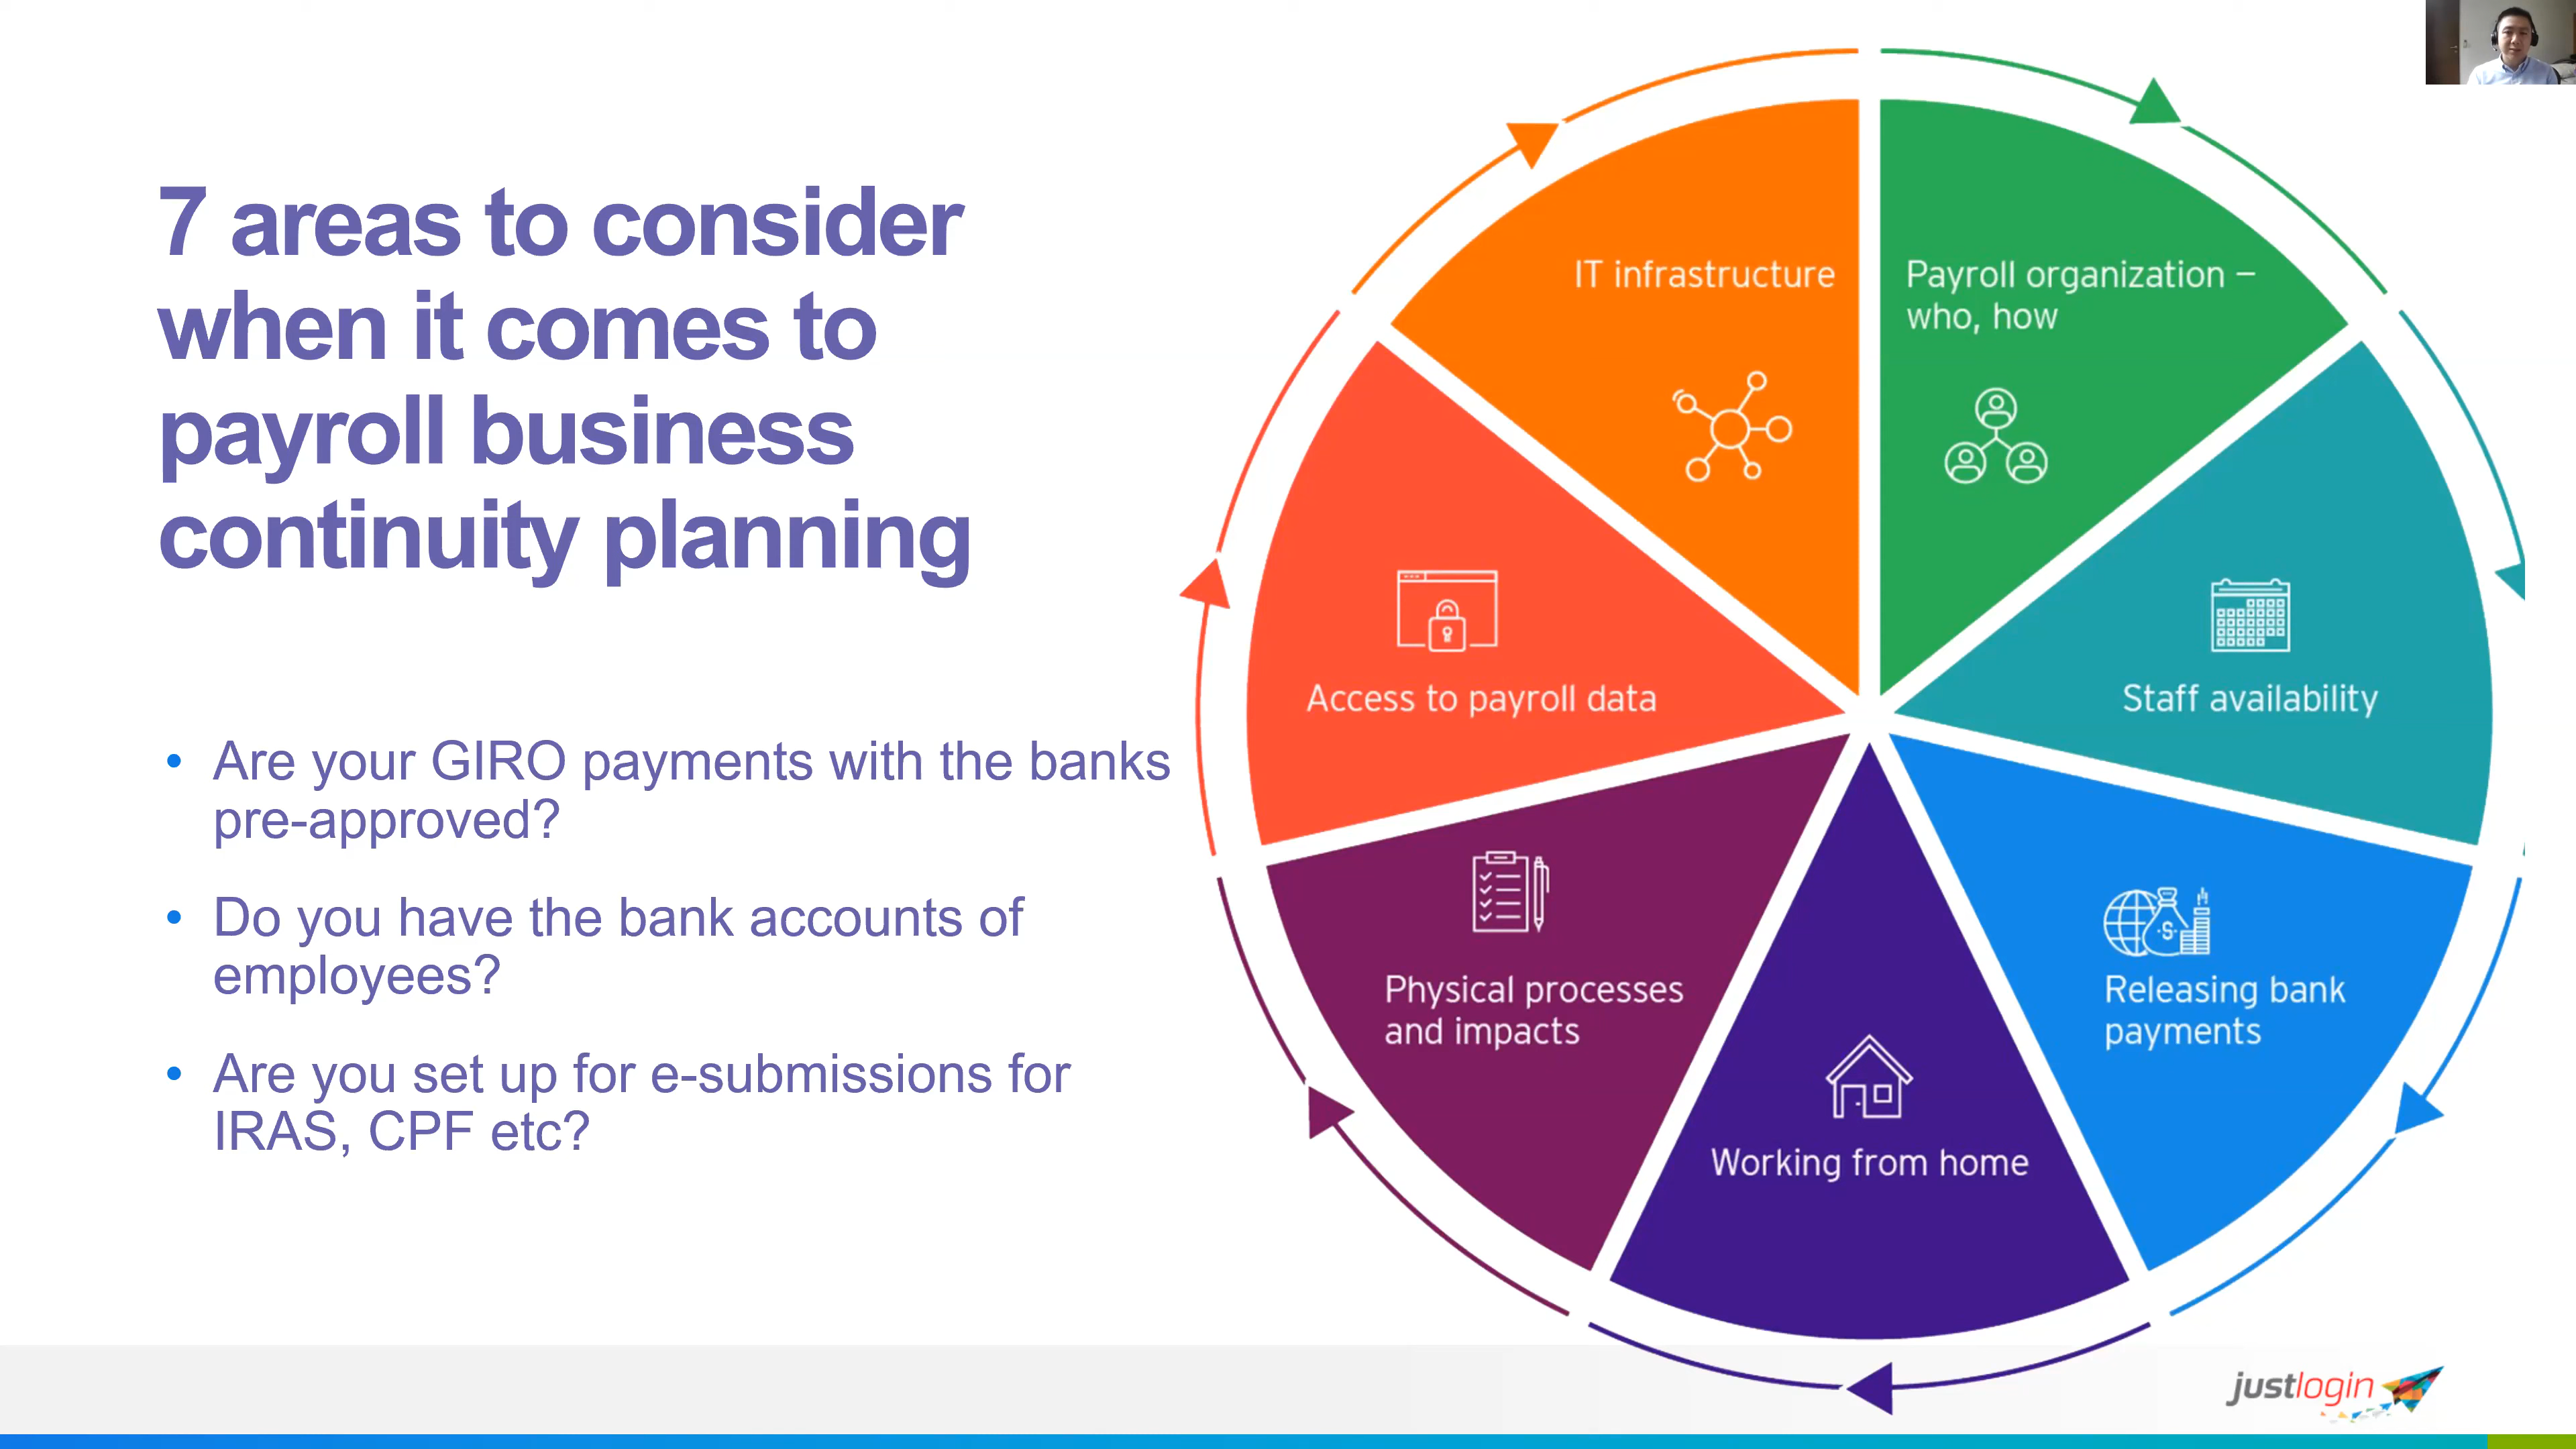 7 areas to consider
when it comes to
payroll business
continuity planning
• Are your GIRO payments with the banks
pre-approved?
• Do you have the bank accounts of
employees?
• Are you set up for e-submissions for
IRAS, CPF etc?
IT infrastructure
Payroll organization –
who, how
Access to payroll data
Staff availability
Physical processes
and impacts
Releasing bank
payments
Working from home
justlogin